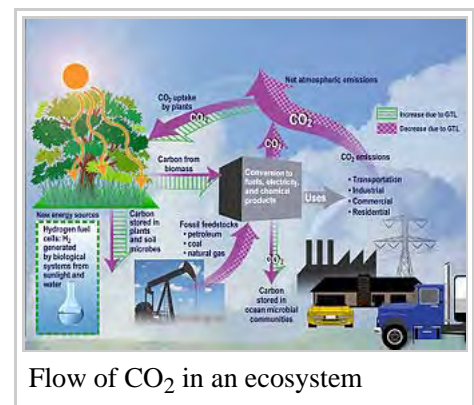 Net atmospheric emissions
CO2 uptake
by plants
CO2
CO2
Increase due to GTL
Decrease due to GTL
CO2
Carbon from
biomass
CO2 emissions
• Transportation
• Industrial
• Commercial
• Residential
Conversion to
fuels, electricity,
and chemical
products
Uses
New energy sources
Hydrogen fuel
cells: H2
generated
by biological
systems from
sunlight and
water
Carbon
stored in
plants
and soil
microbes
Fossil feedstocks
• petroleum
• coal
• natural gas
CO2
Carbon
stored in
ocean microbial
communities
Flow of CO2 in an ecosystem